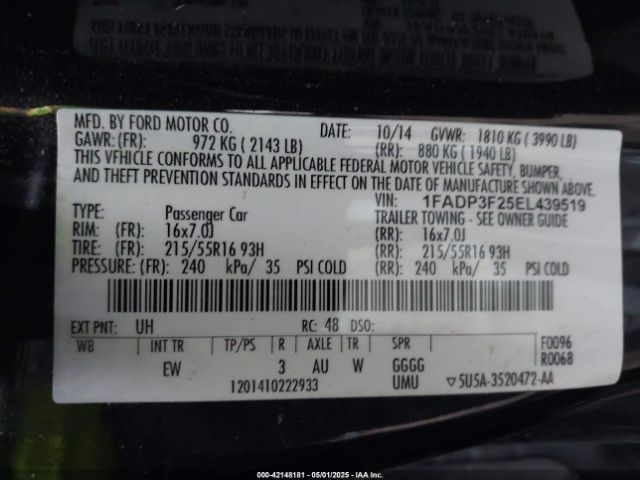 MFD. BY FORD MOTOR CO.
DATE: 10/14 GVWR: 1810 KG ( 3990 LB)
GAWR: (FR): 972 KG ( 2143 LB) (RR): 880 KG ( 1940 LB)
THIS VEHICLE CONFORMS TO ALL APPLICABLE FEDERAL MOTOR VEHICLE SAFETY, BUMPER,
AND THEFT PREVENTION STANDARDS IN EFFECT ON THE DATE OF MANUFACTURE SHOWN ABOVE.
VIN: 1FADP3F25EL439519
TYPE: Passenger Car TRAILER TOWING - SEE OWNER GUIDE
RIM: (FR): 16x7.0J (RR): 16x7.0J
TIRE: (FR): 215/55R16 93H (RR): 215/55R16 93H
PRESSURE: (FR): 240 kPa/ 35 PSI COLD (RR): 240 kPa/ 35 PSI COLD
EXT PNT: UH RC: 48 DSO: F0096
WB INT TR TP/PS R AXLE TR SPR R0068
EW 3 AU W GGGG
1201410222933 UMU ▽5U5A-3520472-AA
000-42148181 - 05/01/2025 - IAA Inc.